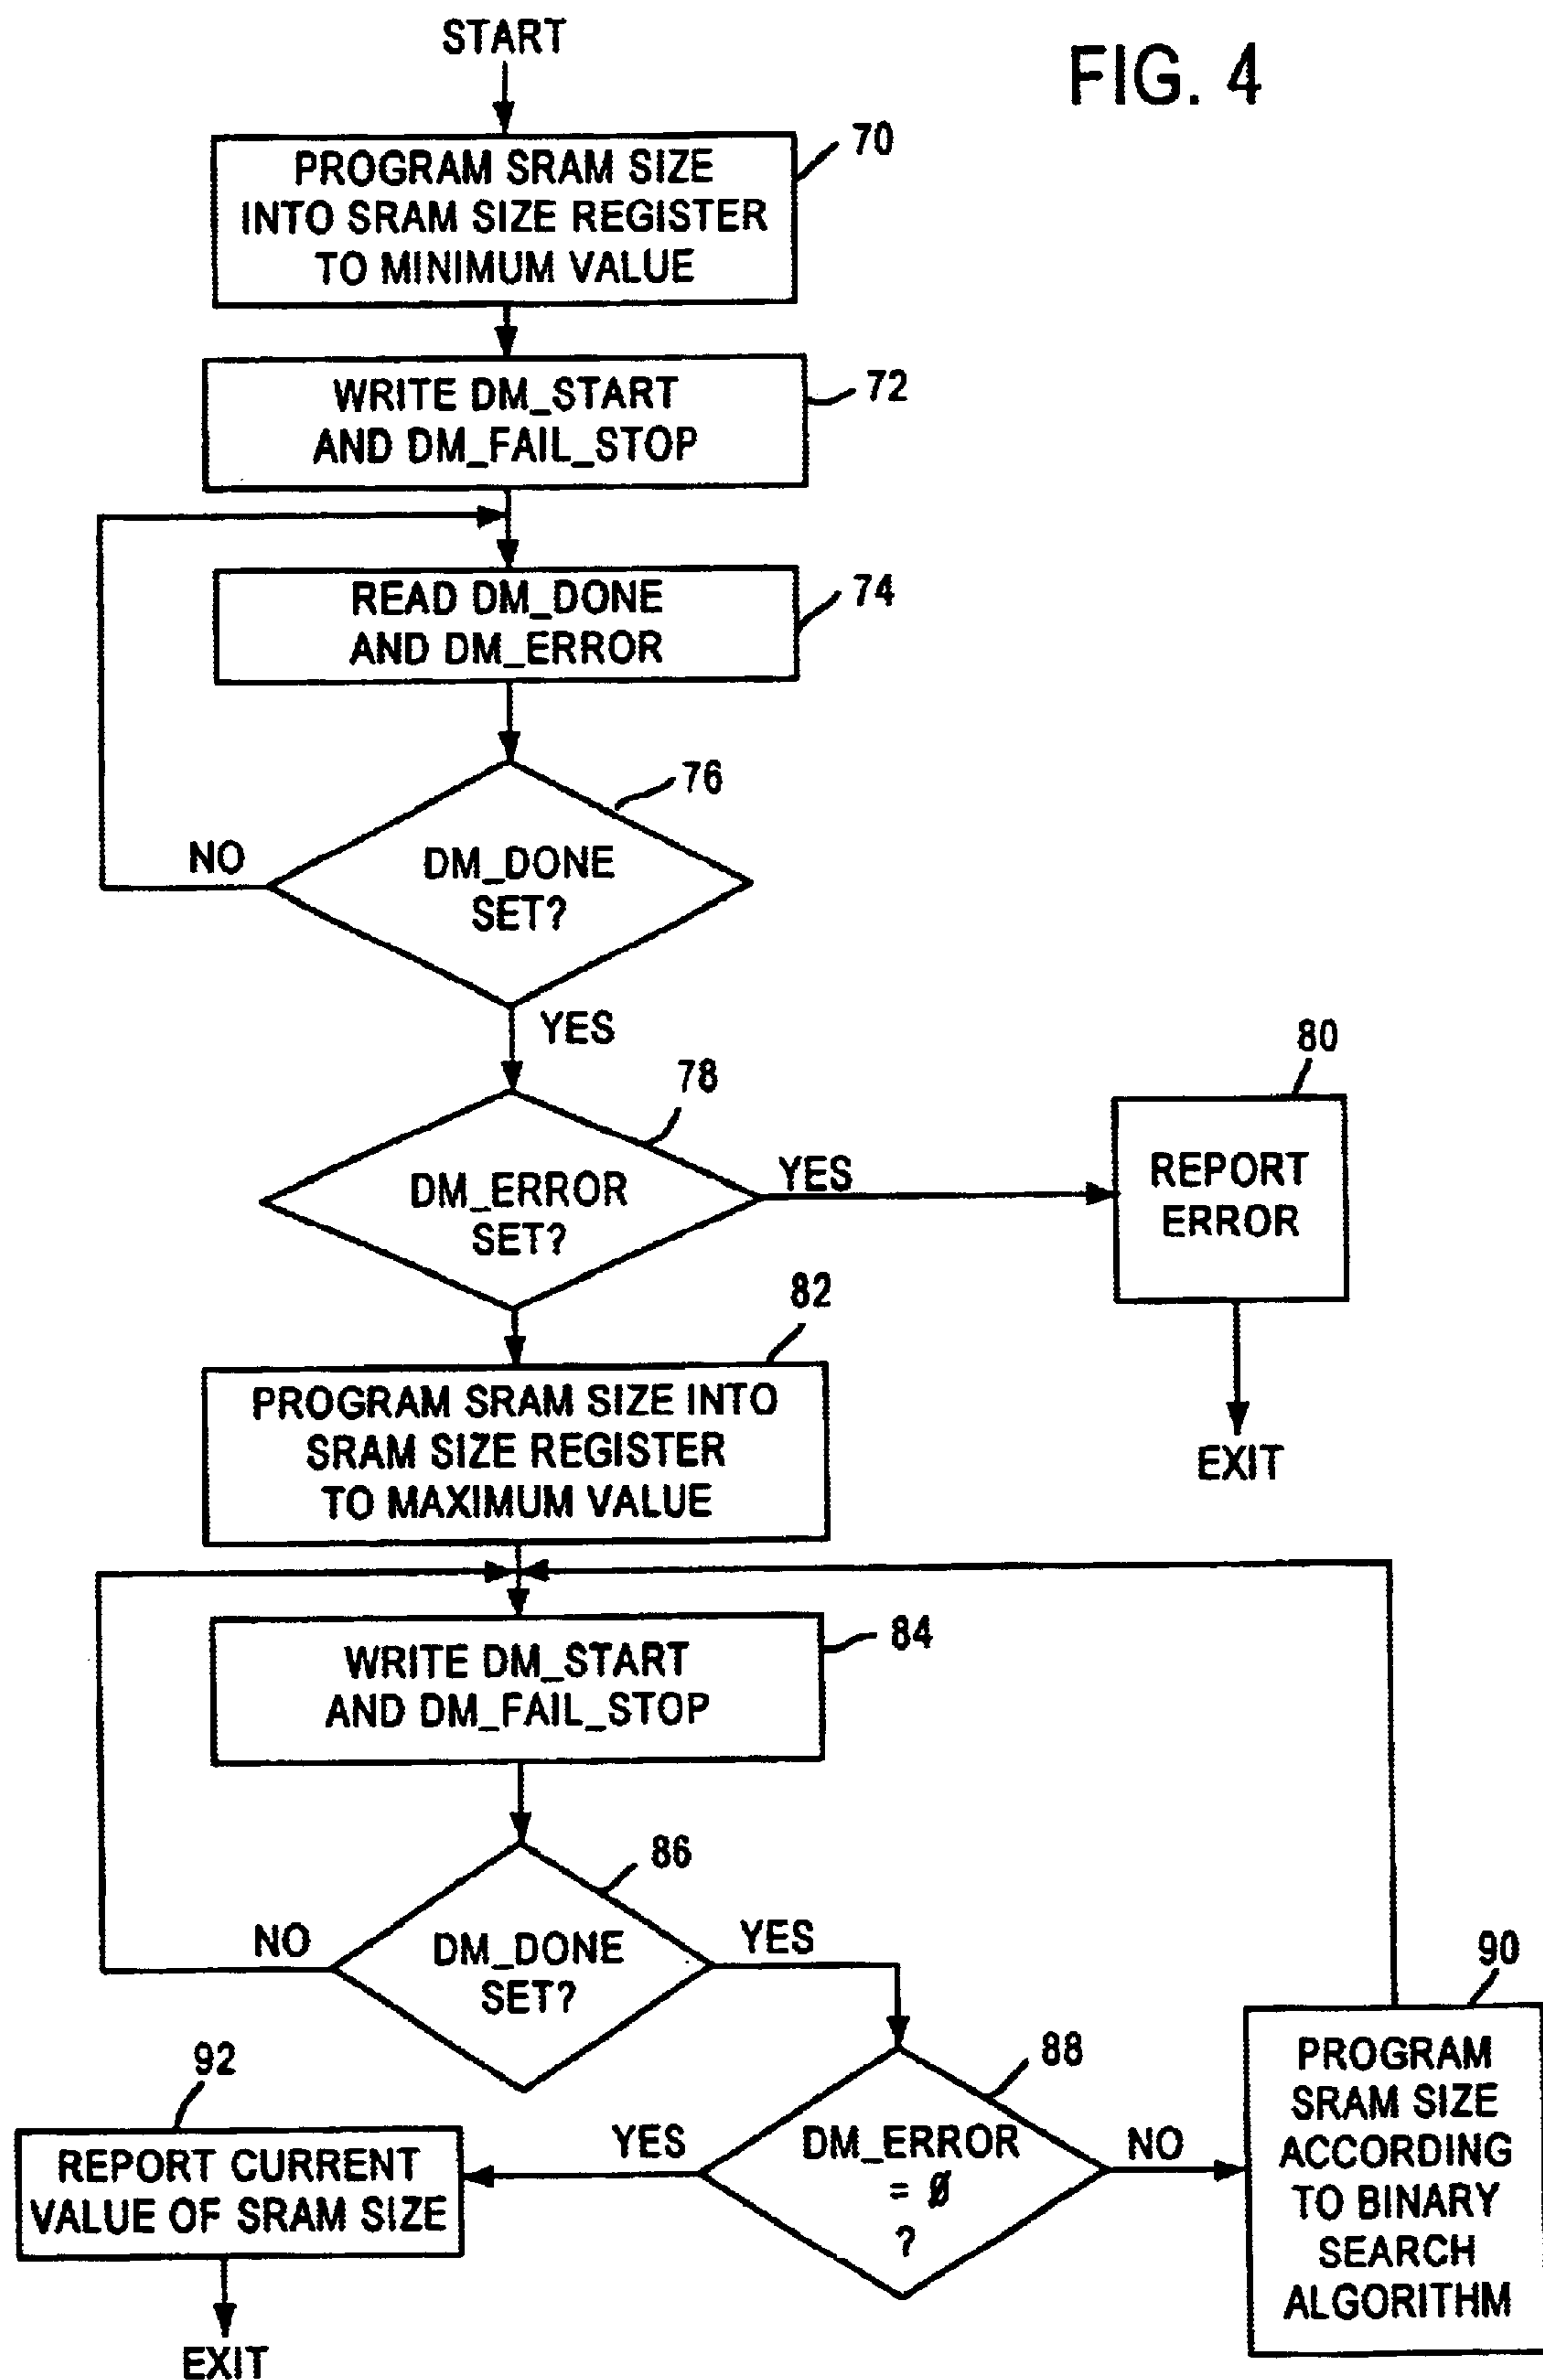 START
FIG. 4
70
PROGRAM SRAM SIZE
INTO SRAM SIZE REGISTER
TO MINIMUM VALUE
72
WRITE DM_START
AND DM_FAIL_STOP
74
READ DM_DONE
AND DM_ERROR
76
NO
DM_DONE
SET?
YES
78
DM_ERROR
SET?
YES
80
REPORT
ERROR
EXIT
82
PROGRAM SRAM SIZE INTO
SRAM SIZE REGISTER
TO MAXIMUM VALUE
84
WRITE DM_START
AND DM_FAIL_STOP
86
NO
DM_DONE
SET?
YES
88
DM_ERROR
= Ø
?
NO
90
PROGRAM
SRAM SIZE
ACCORDING
TO BINARY
SEARCH
ALGORITHM
YES
92
REPORT CURRENT
VALUE OF SRAM SIZE
EXIT